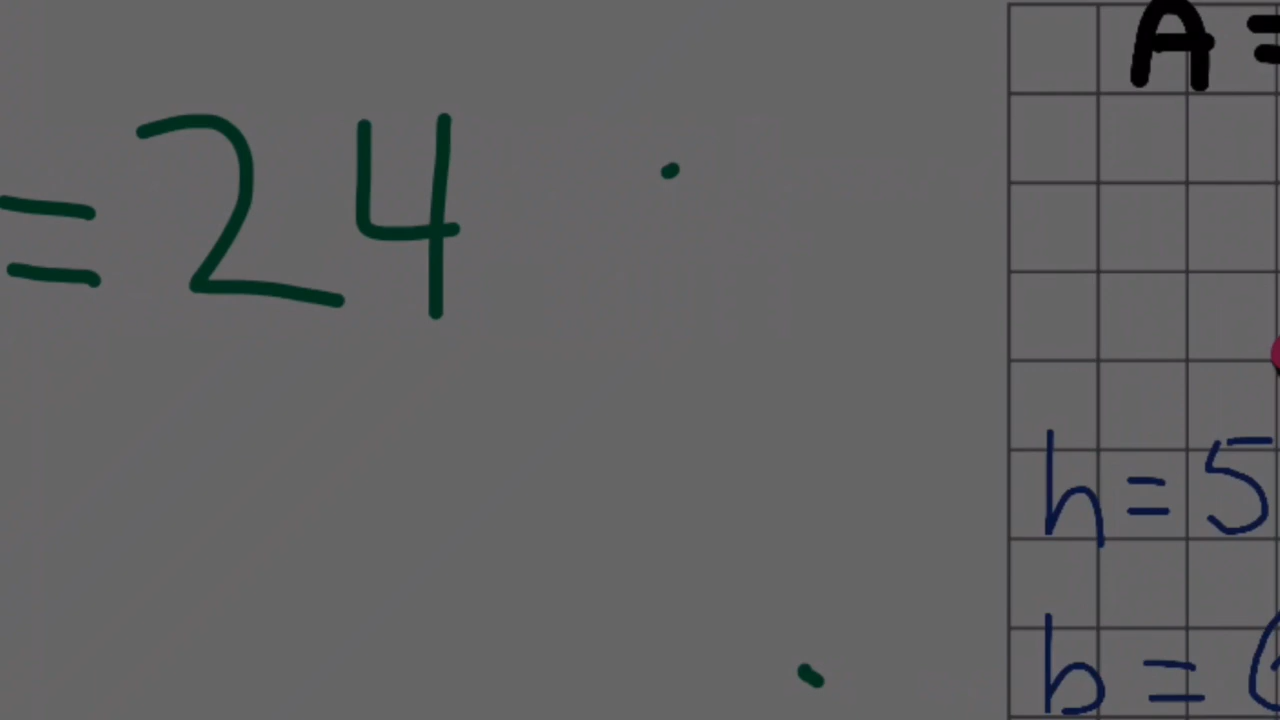 = 24
A =
h = 5
b =